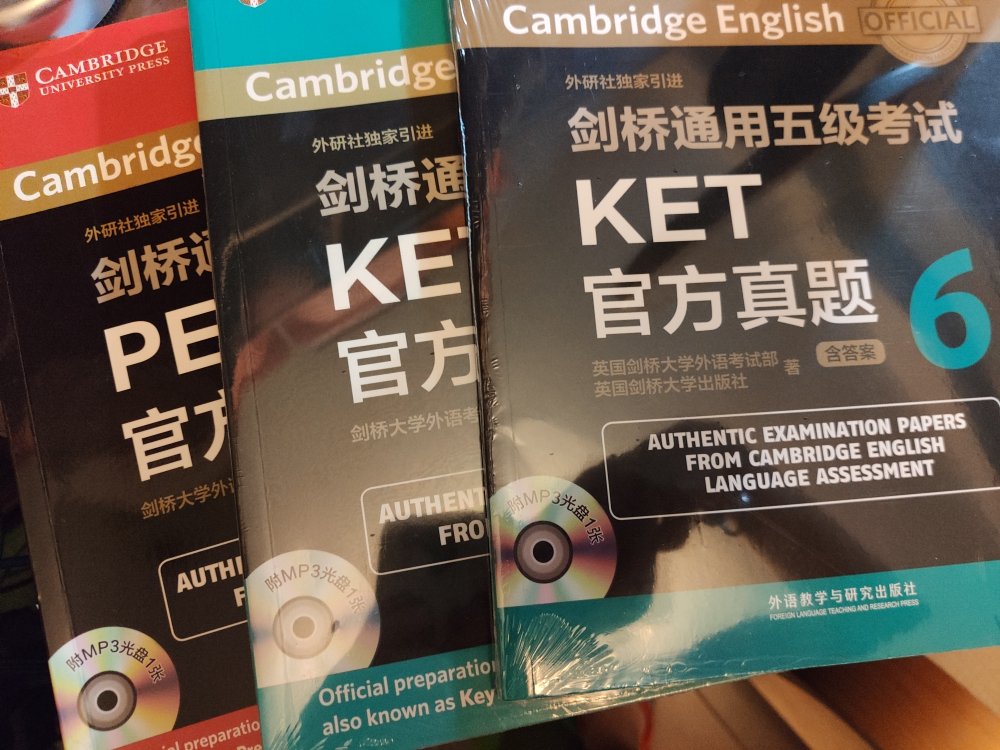 CAMBRIDGE
UNIVERSITY PRESS
Cambridge
外研社独家引进
剑桥通
PE
官方
剑桥大学外语
AUTH
F
附MP3光盘1张
cial preparatio
Cambridge
外研社独家引进
剑桥通
KET
官方
剑桥大学外语考
AUTHENT
FRO
附MP3光盘1张
Official preparation
also known as Key
Cambridge English
OFFICIAL
外研社独家引进
剑桥通用五级考试
KET
官方真题
6
含答案
英国剑桥大学外语考试部
英国剑桥大学出版社
著
AUTHENTIC EXAMINATION PAPERS
FROM CAMBRIDGE ENGLISH
LANGUAGE ASSESSMENT
附MP3光盘1张
外语教学与研究出版社
FOREIGN LANGUAGE TEACHING AND RESEARCH PRESS